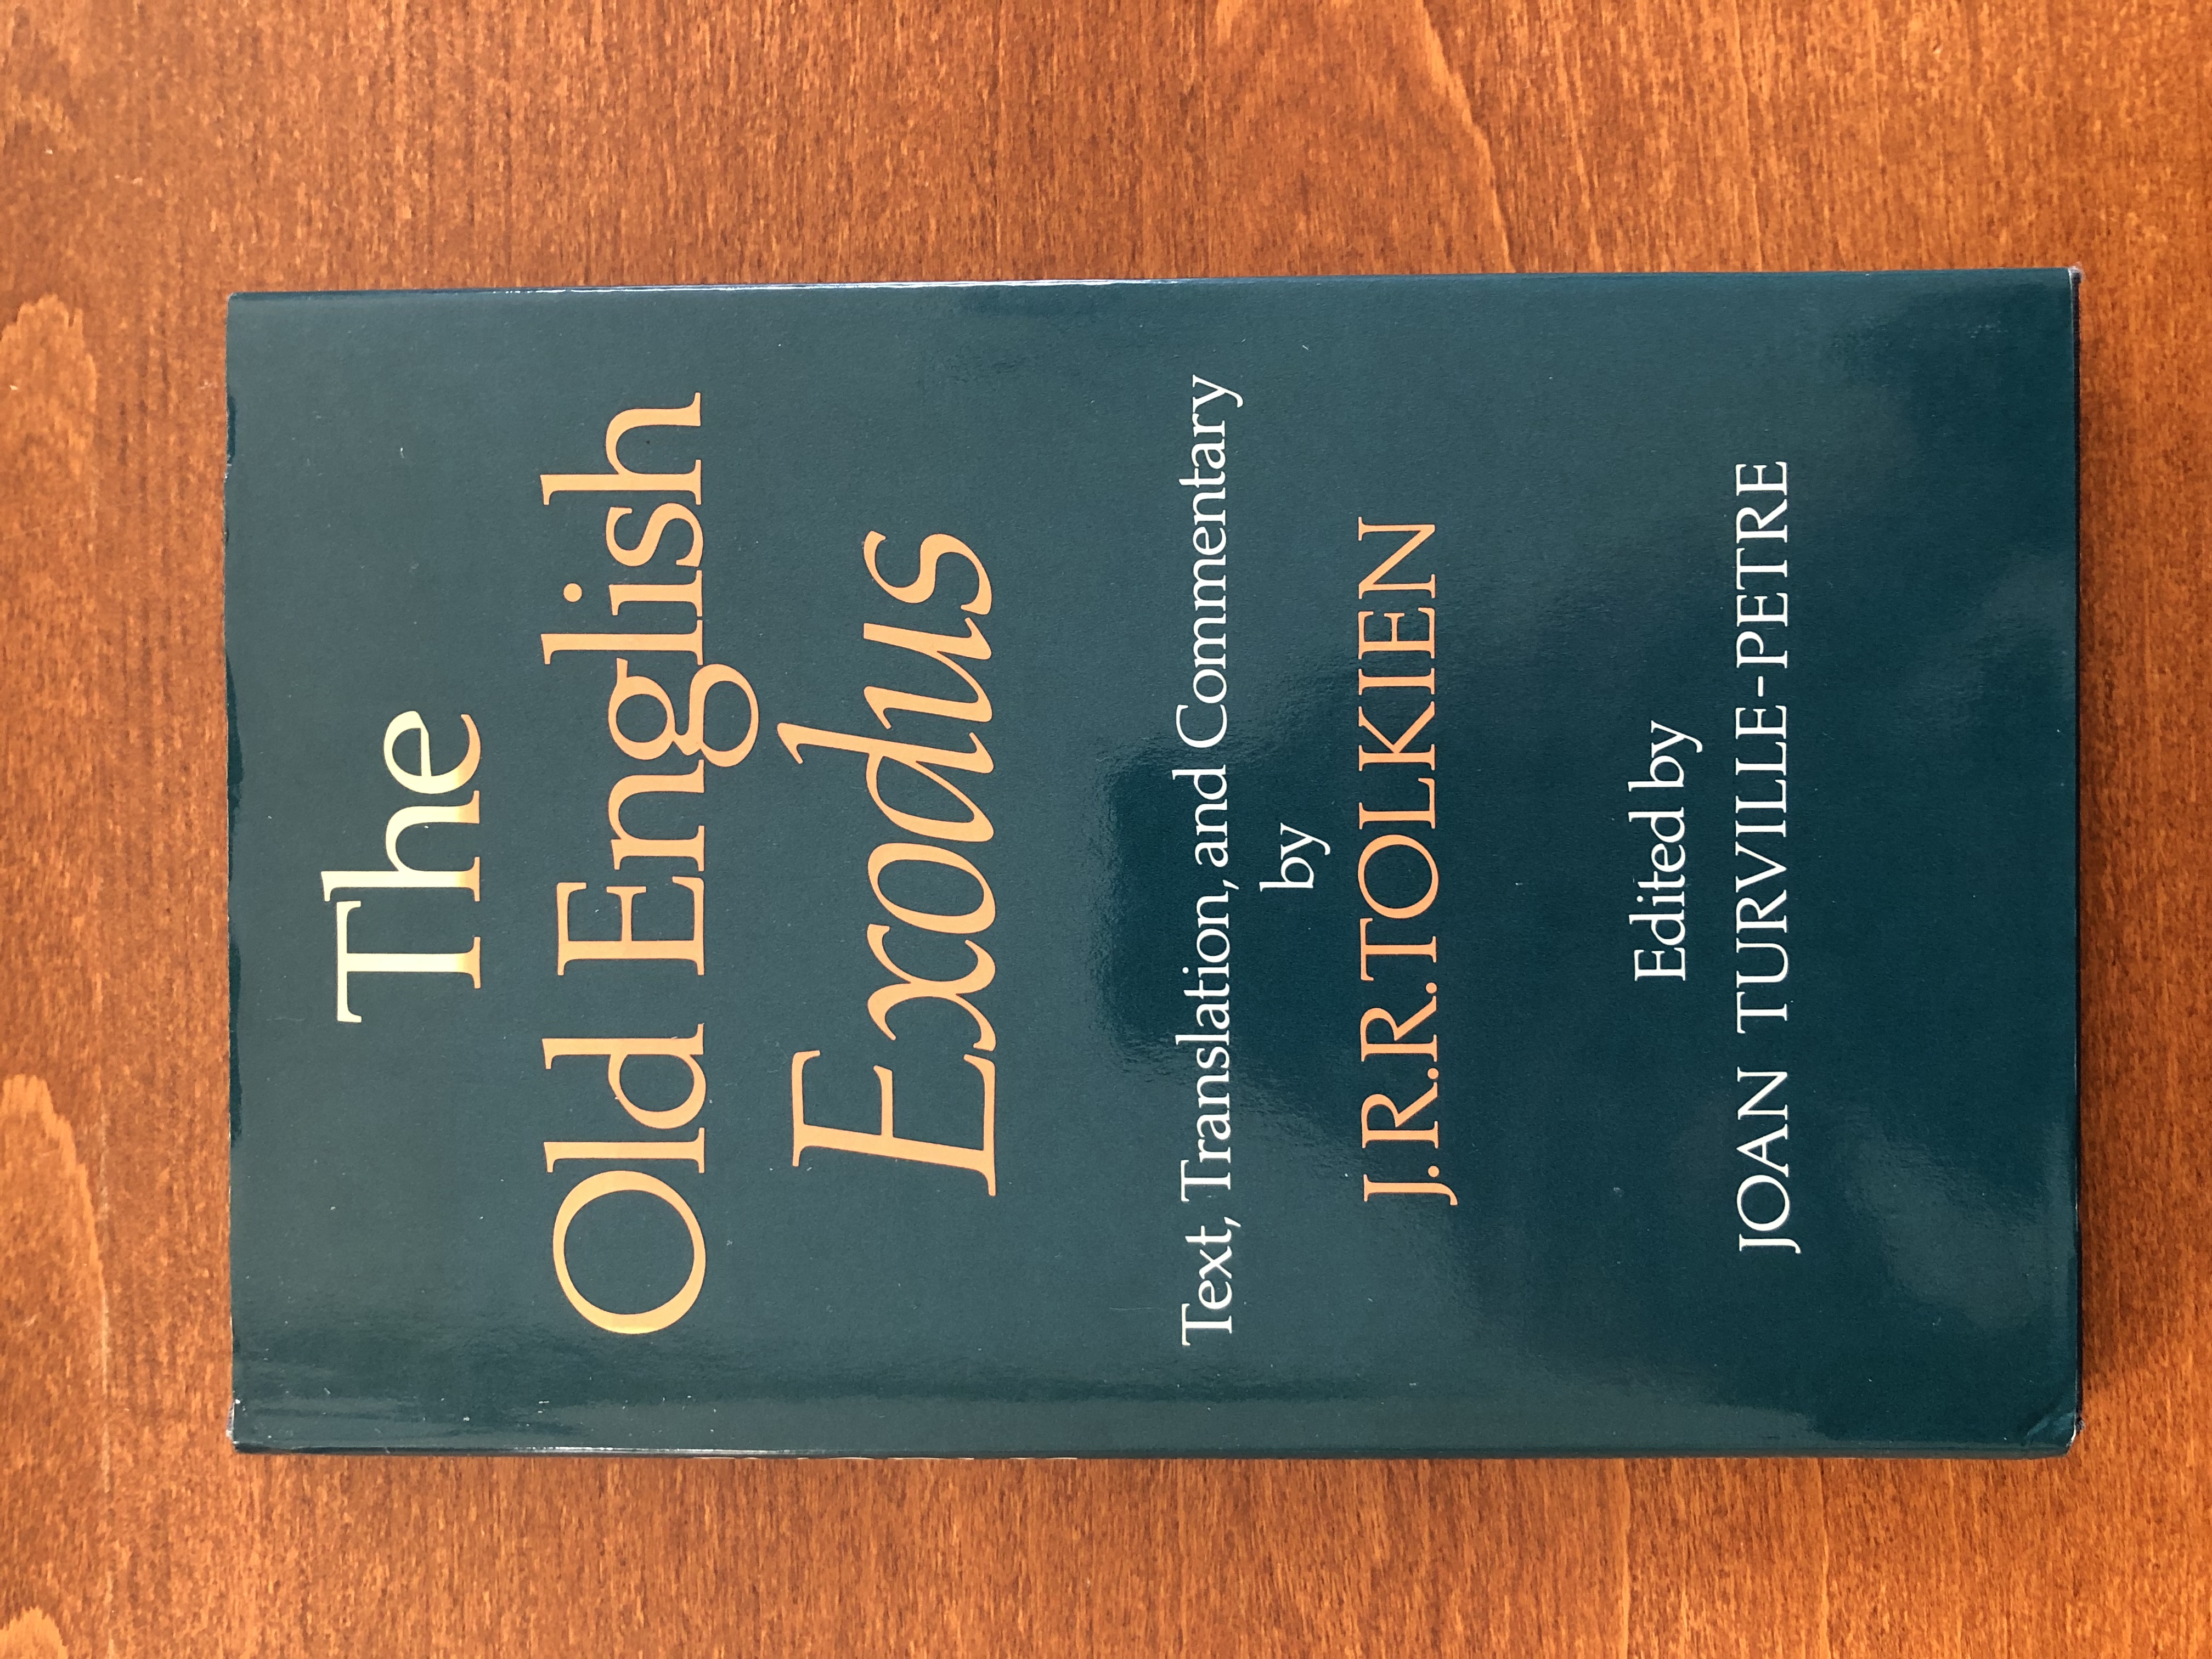 The
Old English
Exodus
Text, Translation, and Commentary
by
J.R.R.TOLKIEN
Edited by
JOAN TURVILLE-PETRE